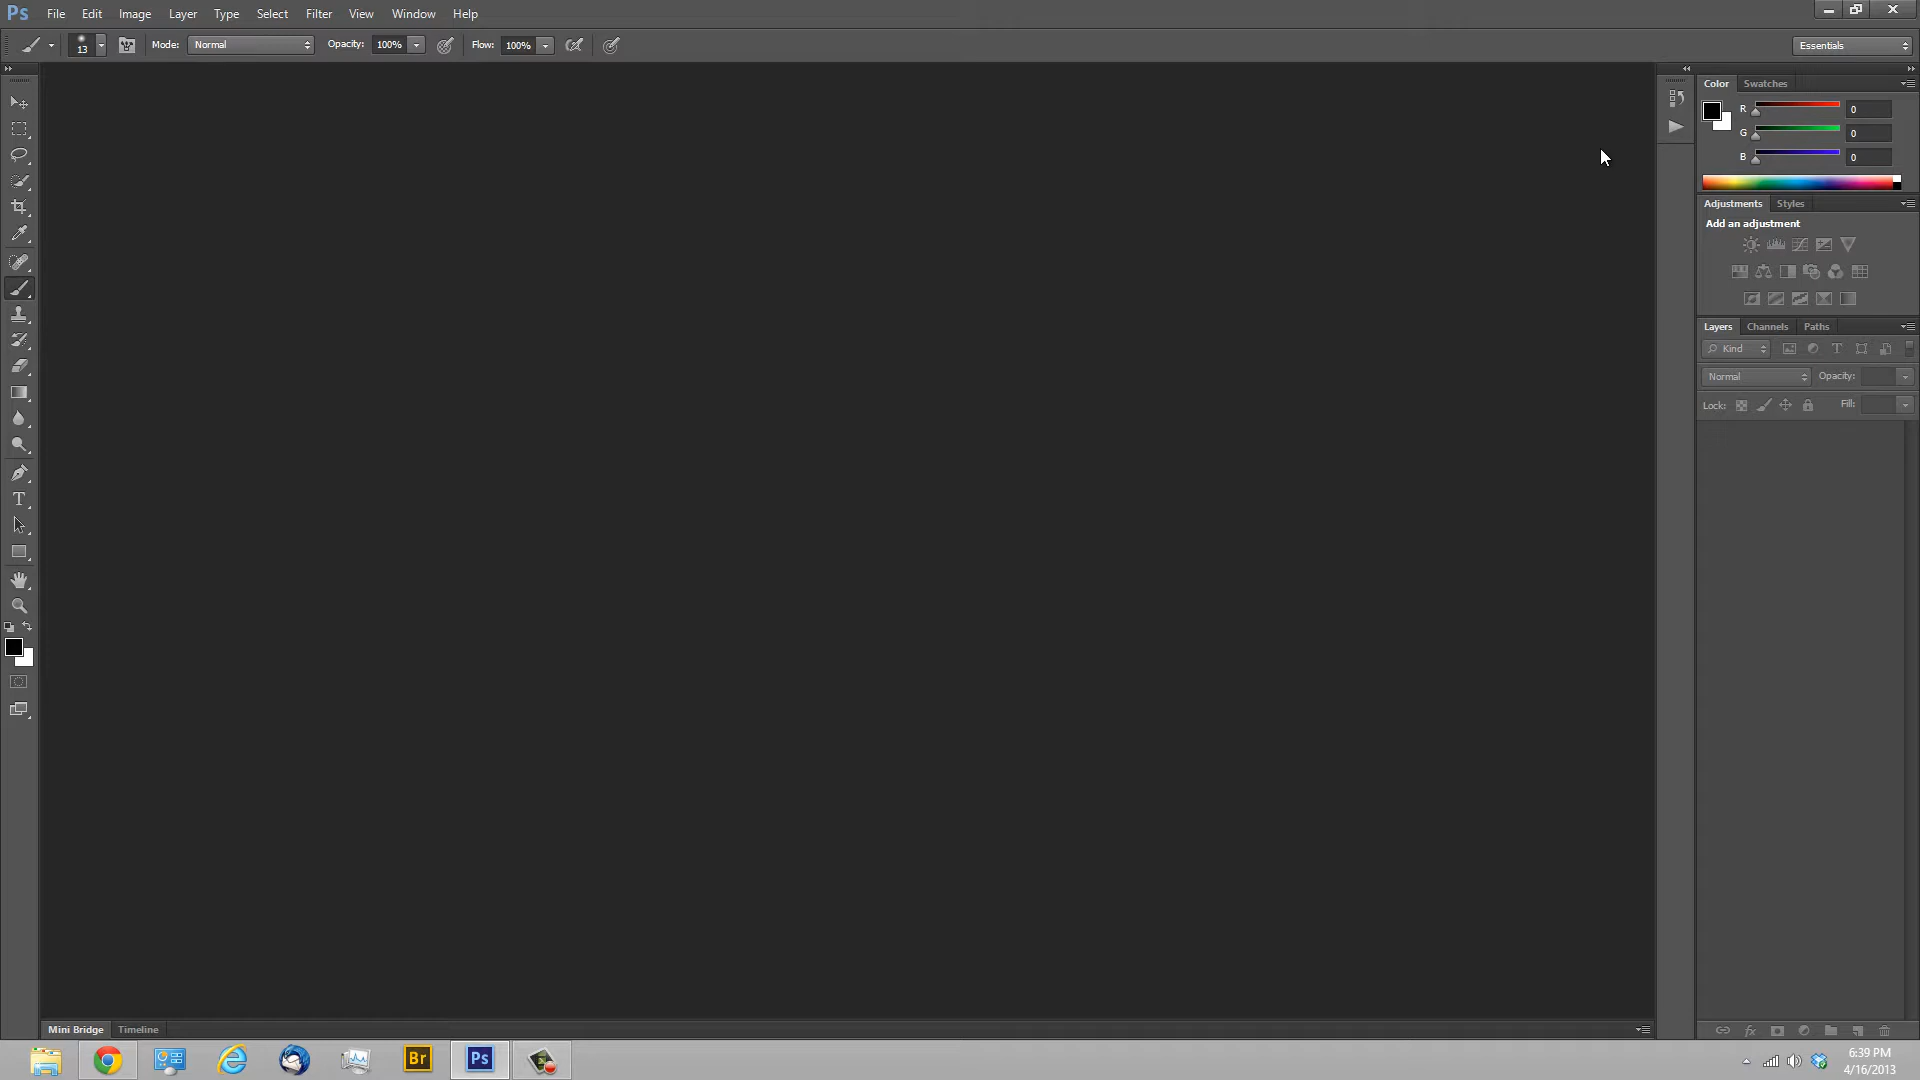 Ps File Edit Image Layer Type Select Filter View Window Help
13 Mode: Normal Opacity: 100% Flow: 100% Essentials
Color Swatches
R 0
G 0
B 0
Adjustments Styles
Add an adjustment
Layers Channels Paths
Kind T
Normal Opacity:
Lock: Fill:
T
fx
Mini Bridge Timeline
Br Ps
6:39 PM
4/16/2013